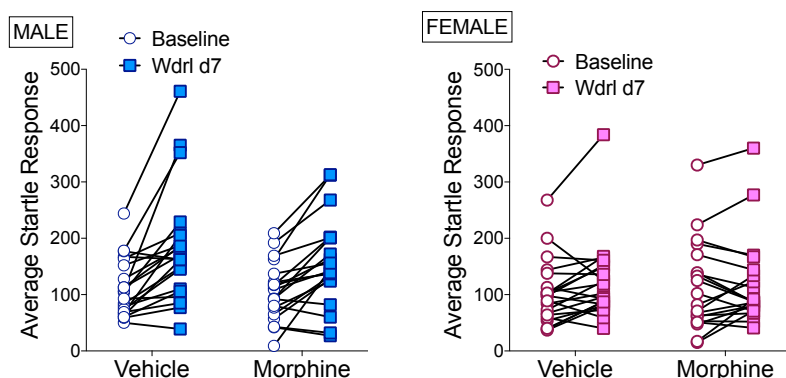 MALE
Baseline
Wdrl d7
Average Startle Response
500
400
300
200
100
0
Vehicle
Morphine
FEMALE
Baseline
Wdrl d7
Average Startle Response
500
400
300
200
100
0
Vehicle
Morphine